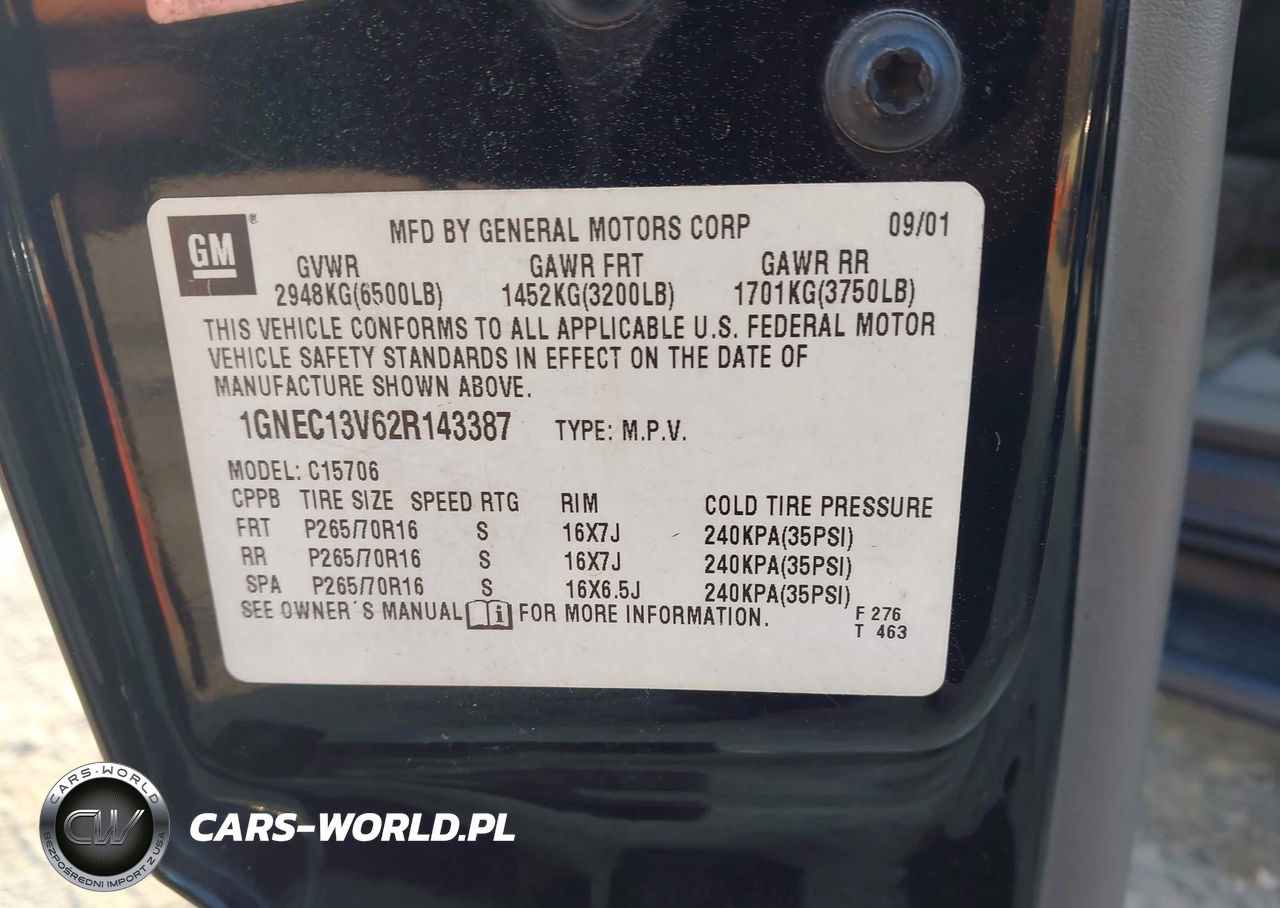 GM ®
MFD BY GENERAL MOTORS CORP 09/01
GVWR GAWR FRT GAWR RR
2948KG(6500LB) 1452KG(3200LB) 1701KG(3750LB)
THIS VEHICLE CONFORMS TO ALL APPLICABLE U.S. FEDERAL MOTOR
VEHICLE SAFETY STANDARDS IN EFFECT ON THE DATE OF
MANUFACTURE SHOWN ABOVE.
1GNEC13V62R143387 TYPE: M.P.V.
MODEL: C15706
CPPB TIRE SIZE SPEED RTG RIM COLD TIRE PRESSURE
FRT P265/70R16 S 16X7J 240KPA(35PSI)
RR P265/70R16 S 16X7J 240KPA(35PSI)
SPA P265/70R16 S 16X6.5J 240KPA(35PSI)
SEE OWNER'S MANUAL i FOR MORE INFORMATION.
F 276
T 463
CARS-WORLD
CW
BEZPOŚREDNI IMPORT Z USA
CARS-WORLD.PL